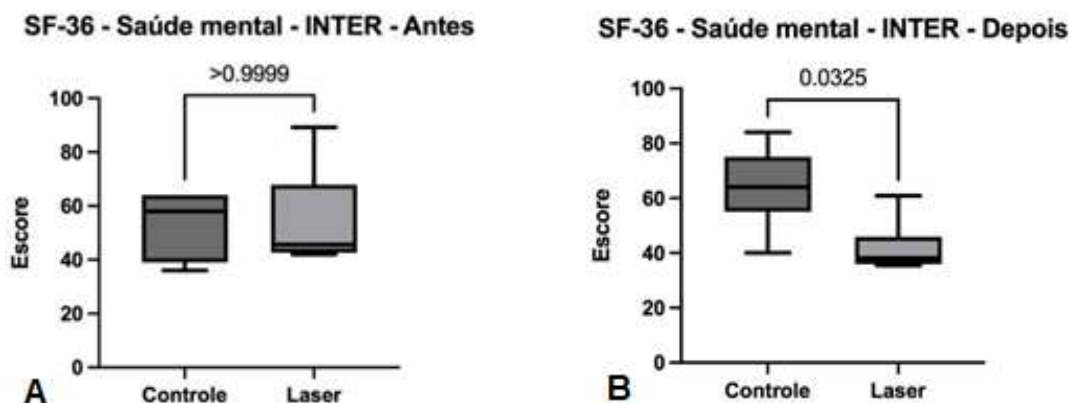 SF-36 - Saúde mental - INTER - Antes
>0.9999
100
80
60
40
20
0
Escore
Controle
Laser
A
SF-36 - Saúde mental - INTER - Depois
0.0325
100
80
60
40
20
0
Escore
Controle
Laser
B